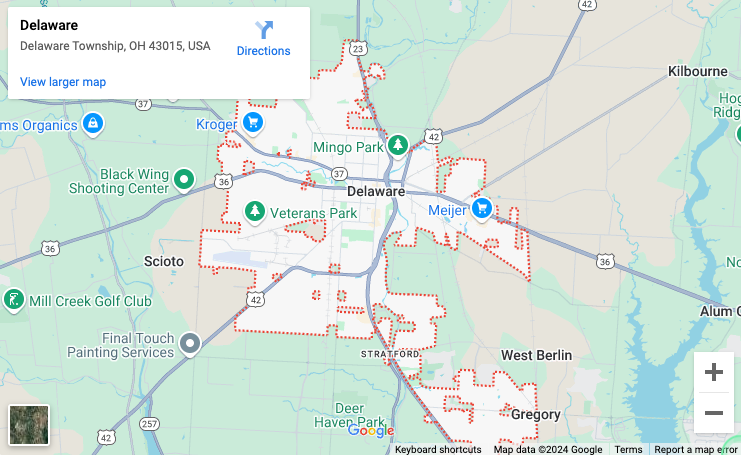 Delaware
Delaware Township, OH 43015, USA
Directions
View larger map
42
23
Kilbourne
37
ms Organics
Kroger
Mingo Park
42
Black Wing
Shooting Center
36
37
Delaware
Veterans Park
Meijer
36
Scioto
36
Mill Creek Golf Club
42
Alum C
Final Touch
Painting Services
STRATFORD
West Berlin
Deer
Haven Park
Gregory
Google
257
42
Hog
Ridg
No
Keyboard shortcuts
Map data ©2024 Google
Terms
Report a map error